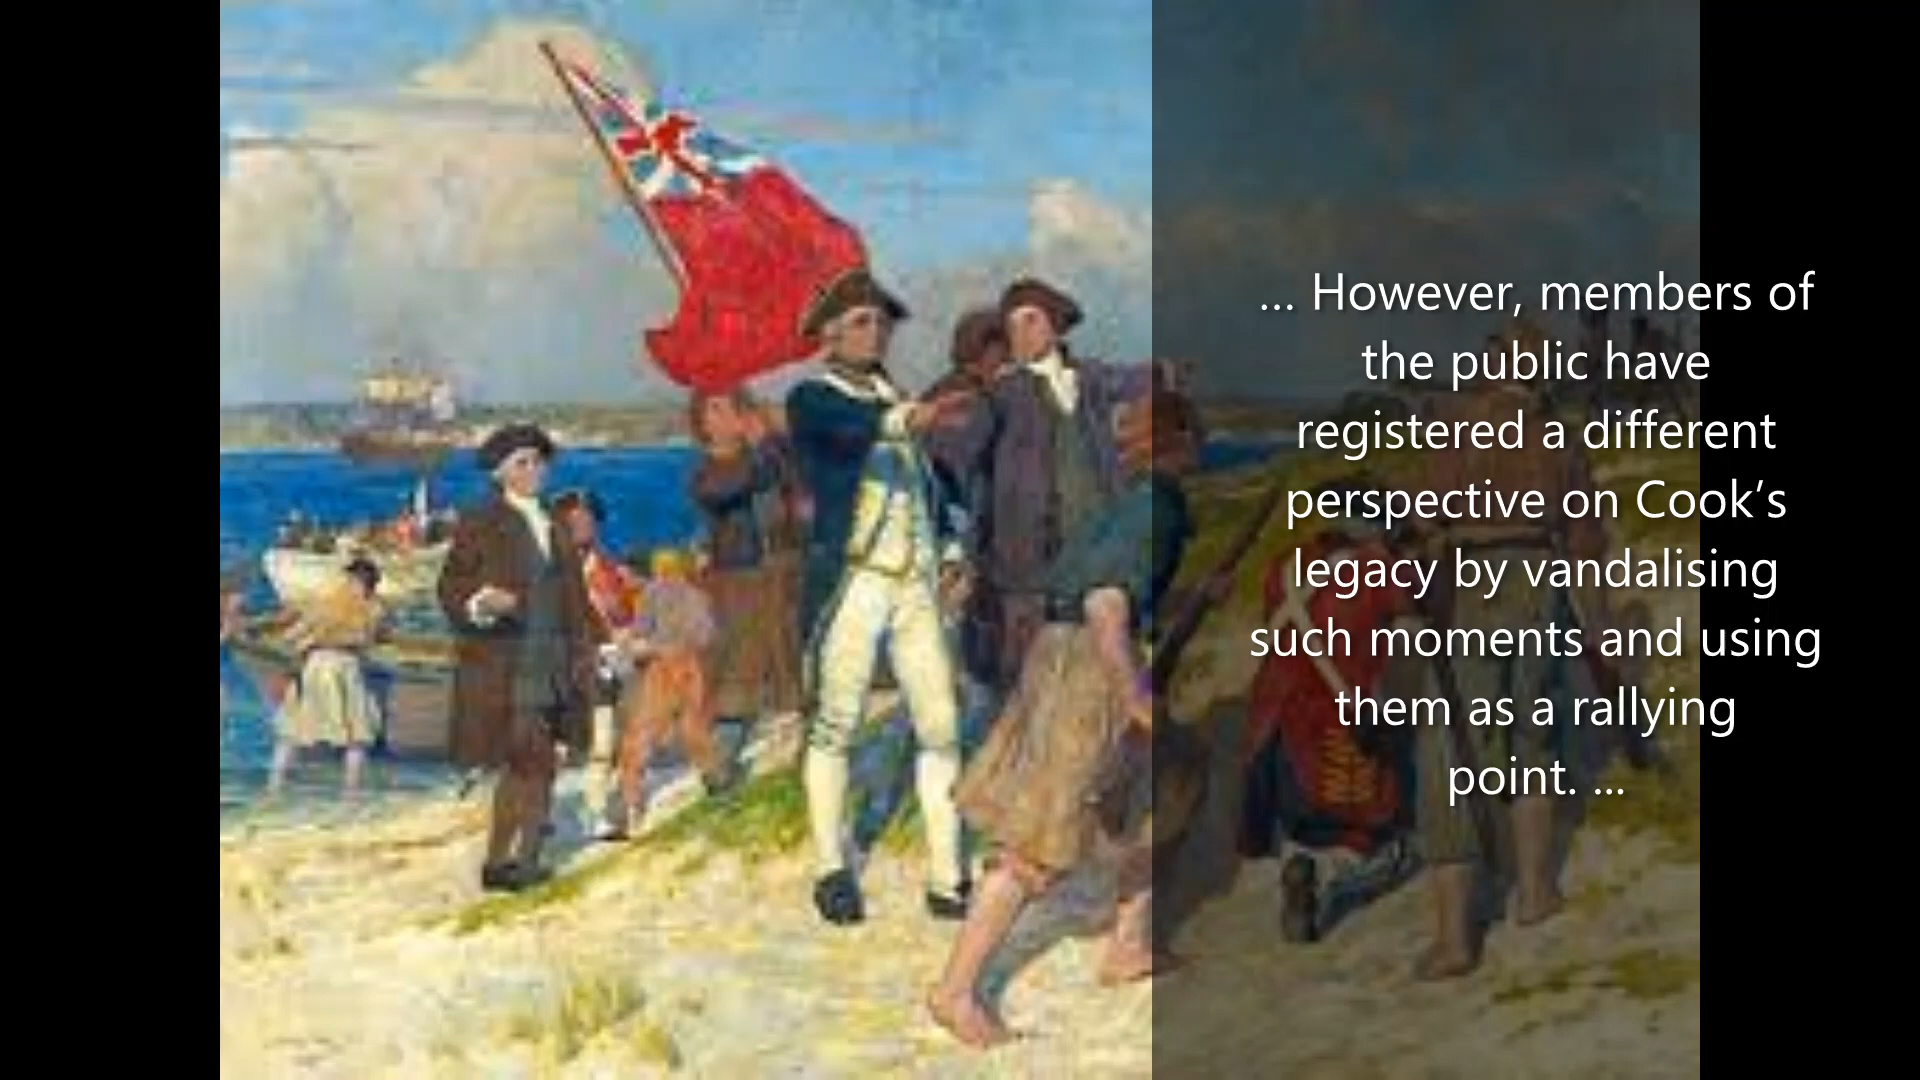 ... However, members of
the public have
registered a different
perspective on Cook’s
legacy by vandalising
such moments and using
them as a rallying
point. ...